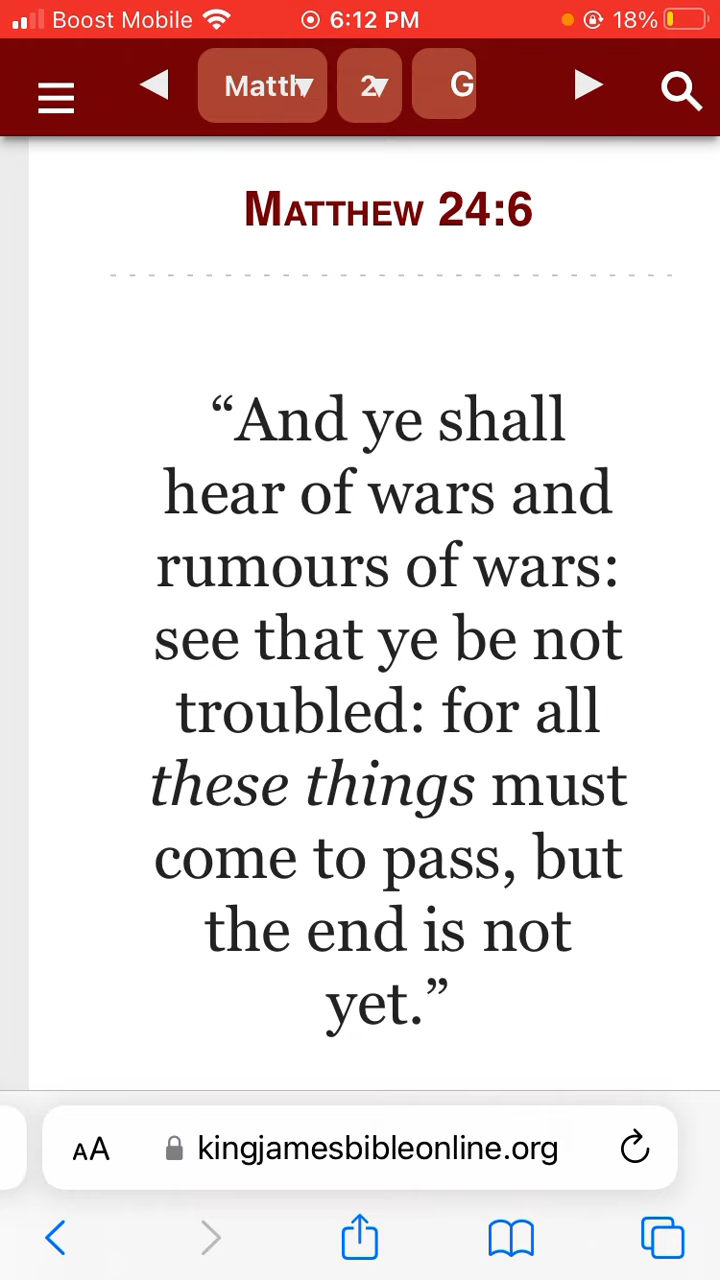 Boost Mobile 6:12 PM 18%
Matth 2 G
MATTHEW 24:6
“And ye shall
hear of wars and
rumours of wars:
see that ye be not
troubled: for all
these things must
come to pass, but
the end is not
yet.”
AA kingjamesbibleonline.org